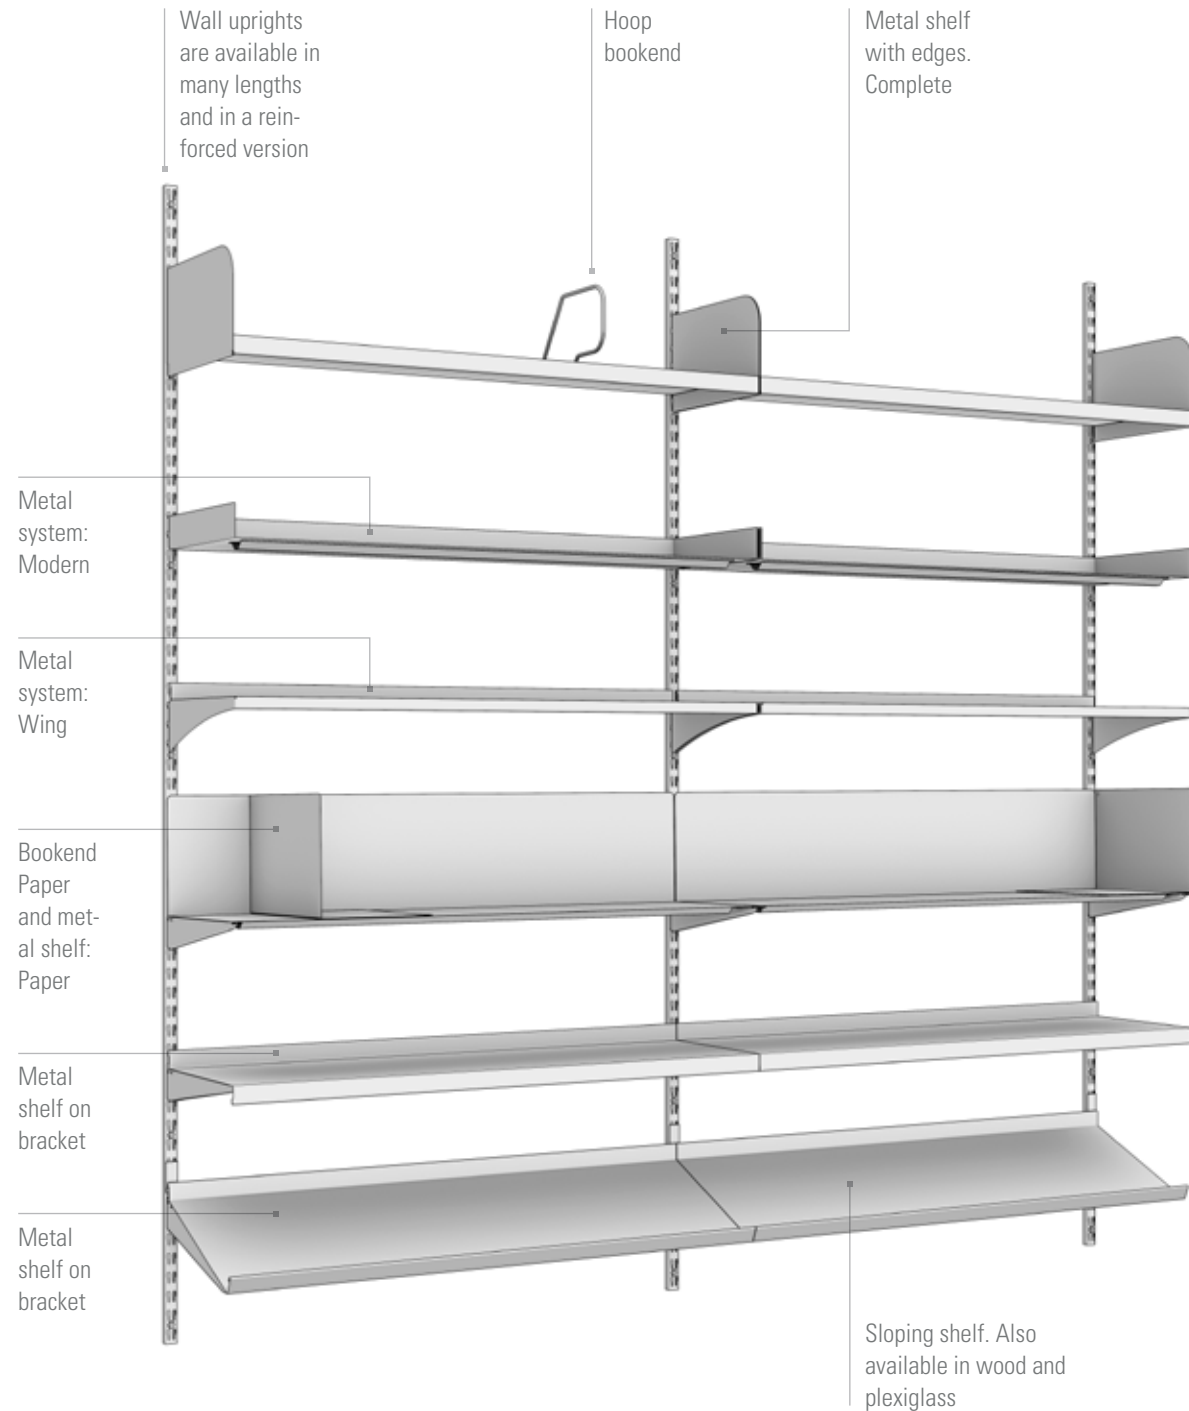 Wall uprights
are available in
many lengths
and in a rein-
forced version
Hoop
bookend
Metal shelf
with edges.
Complete
Metal
system:
Modern
Metal
system:
Wing
Bookend
Paper
and met-
al shelf:
Paper
Metal
shelf on
bracket
Metal
shelf on
bracket
Sloping shelf. Also
available in wood and
plexiglass